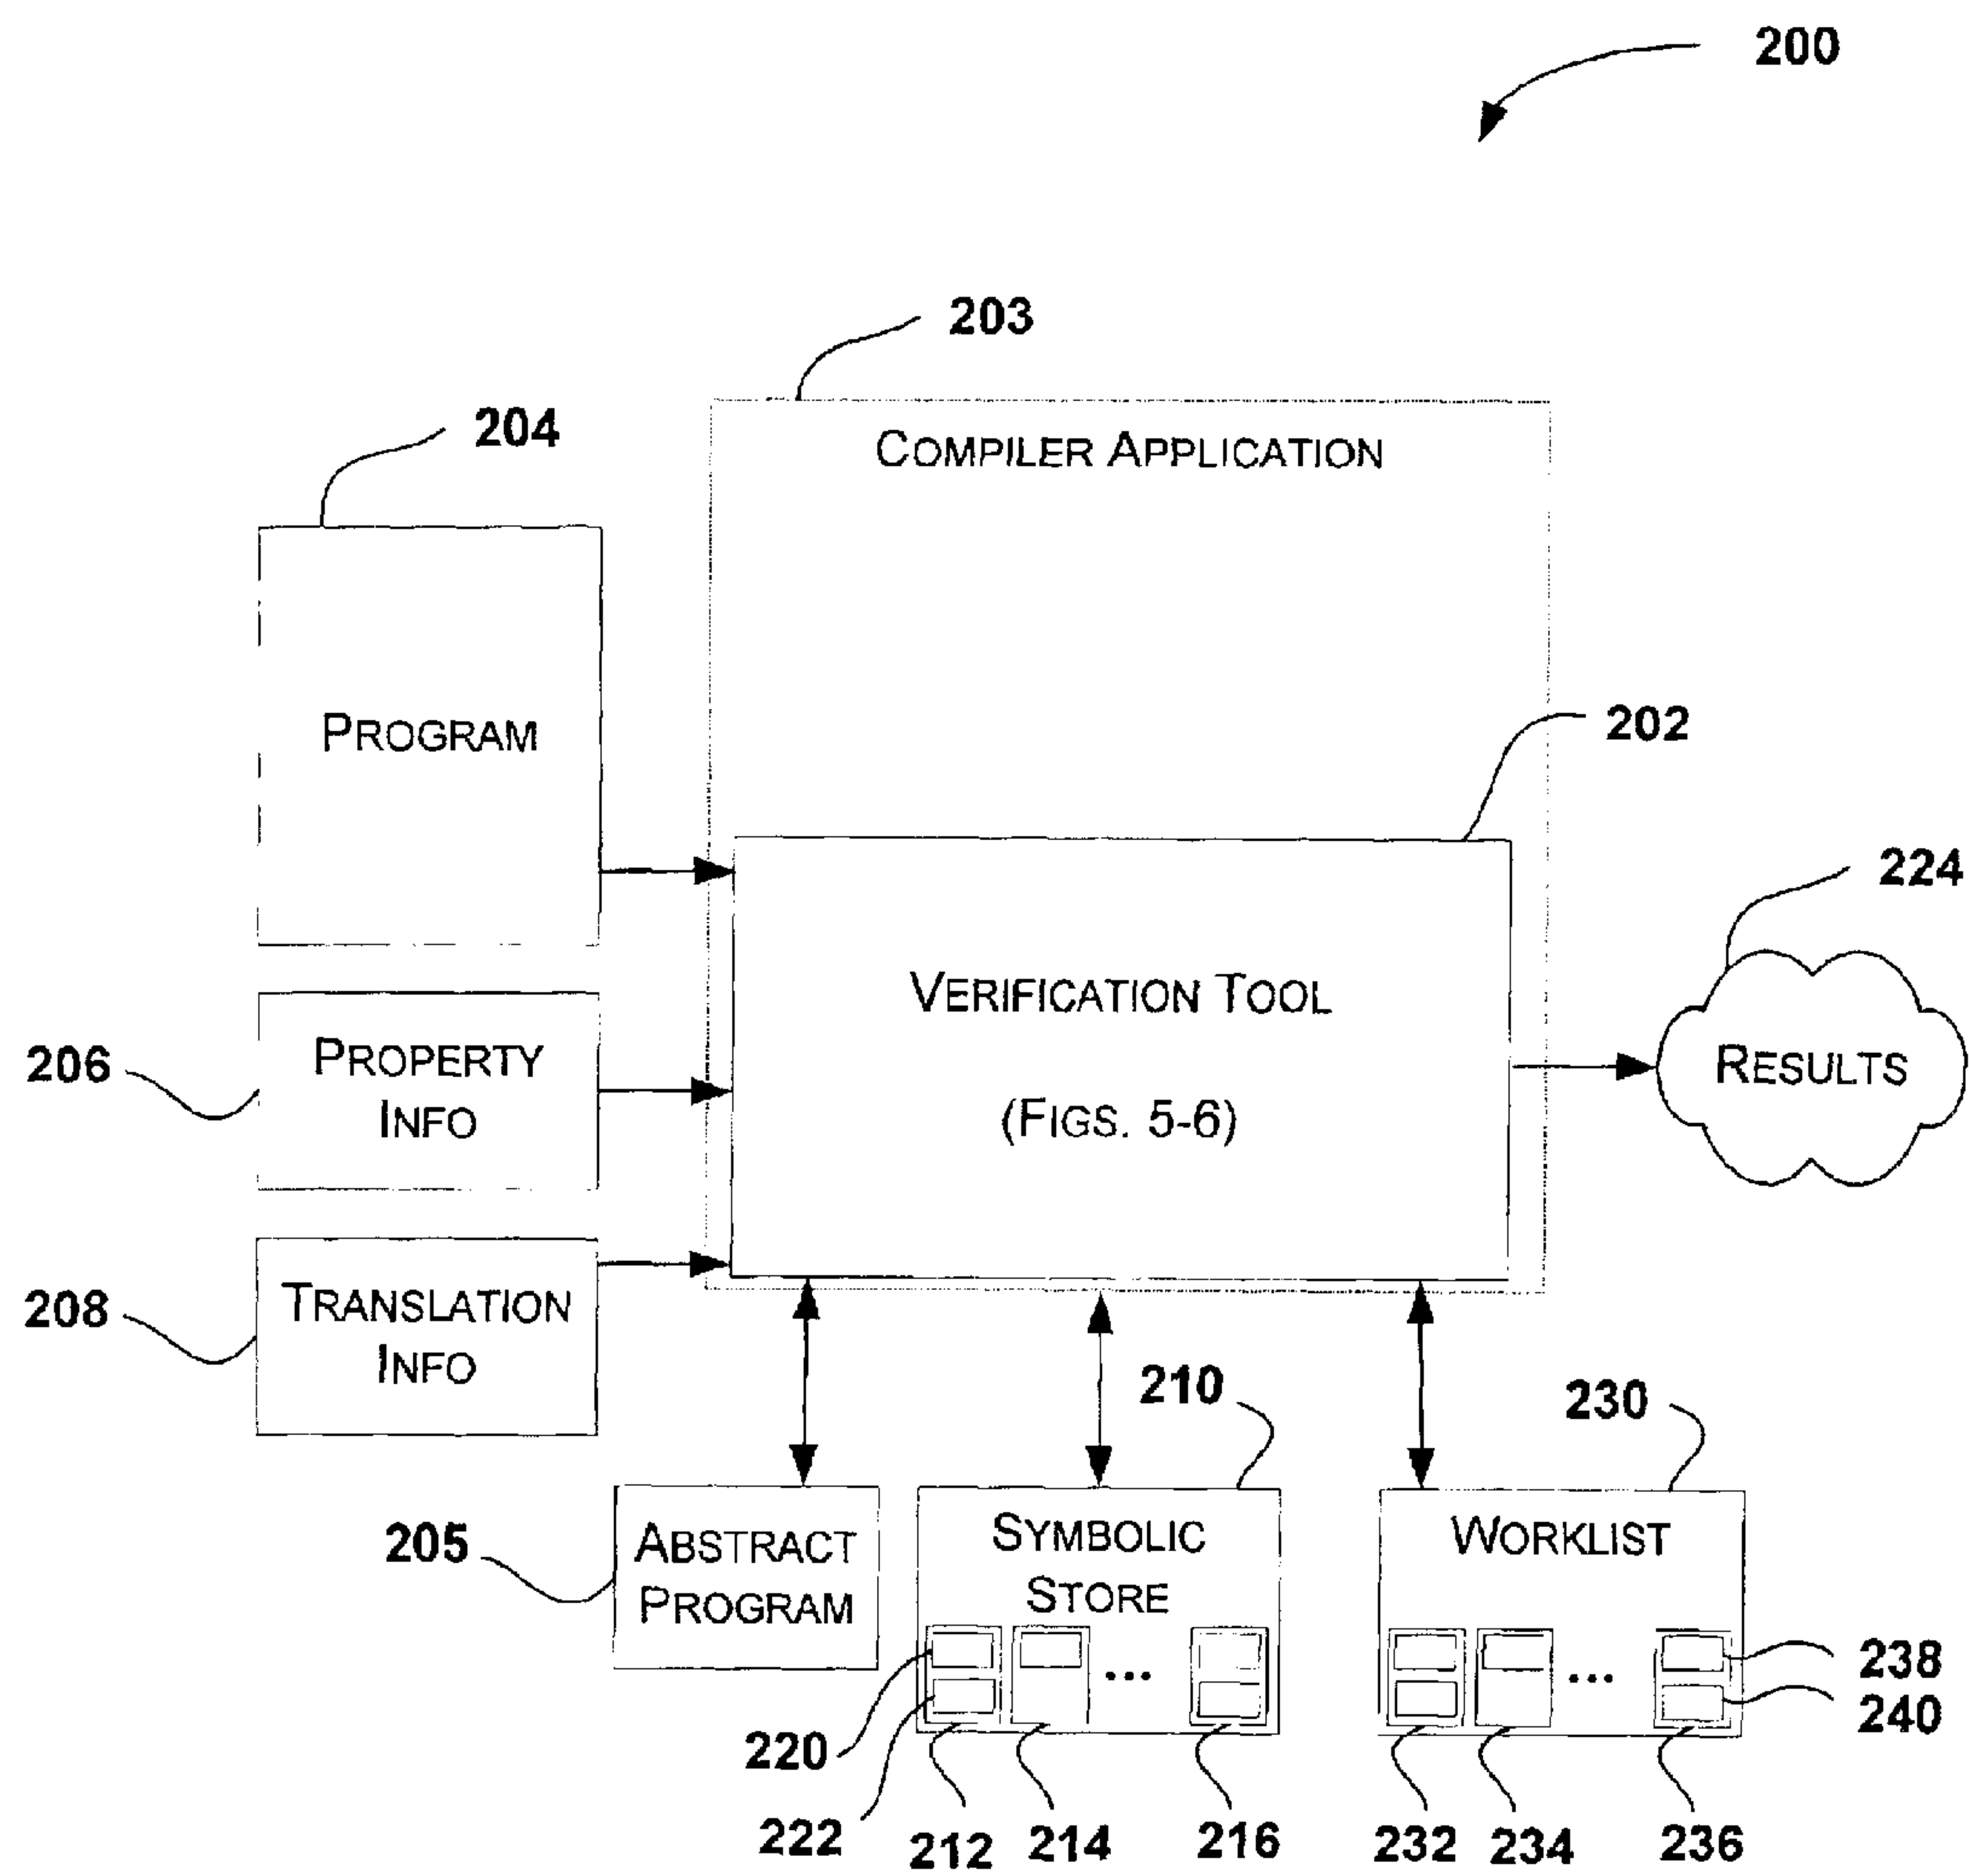 200
203
204
COMPILER APPLICATION
PROGRAM
202
224
VERIFICATION TOOL
(FIGS. 5-6)
RESULTS
206
PROPERTY
INFO
208
TRANSLATION
INFO
210
230
205
ABSTRACT
PROGRAM
SYMBOLIC
STORE
WORKLIST
...
...
238
240
220
222
212
214
216
232
234
236